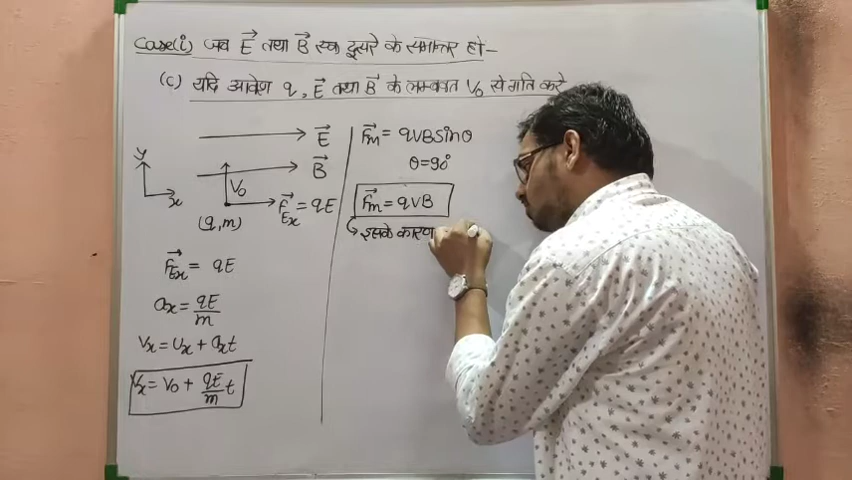 Case(i) जब E⃗ तथा B⃗ एक दूसरे के समान्तर हो-
(c) यदि आवेश q, E⃗ तथा B⃗ के लम्बवत V₀ से गति करे
E⃗
B⃗
y
x
V₀
F⃗Ex = qE
(q,m)
F⃗Ex = qE
ax = qE/m
Vx = Ux + axt
Vx = V₀ + qE/m t
F⃗m = qVBsinθ
θ=90°
F⃗m = qVB
इसके कारण